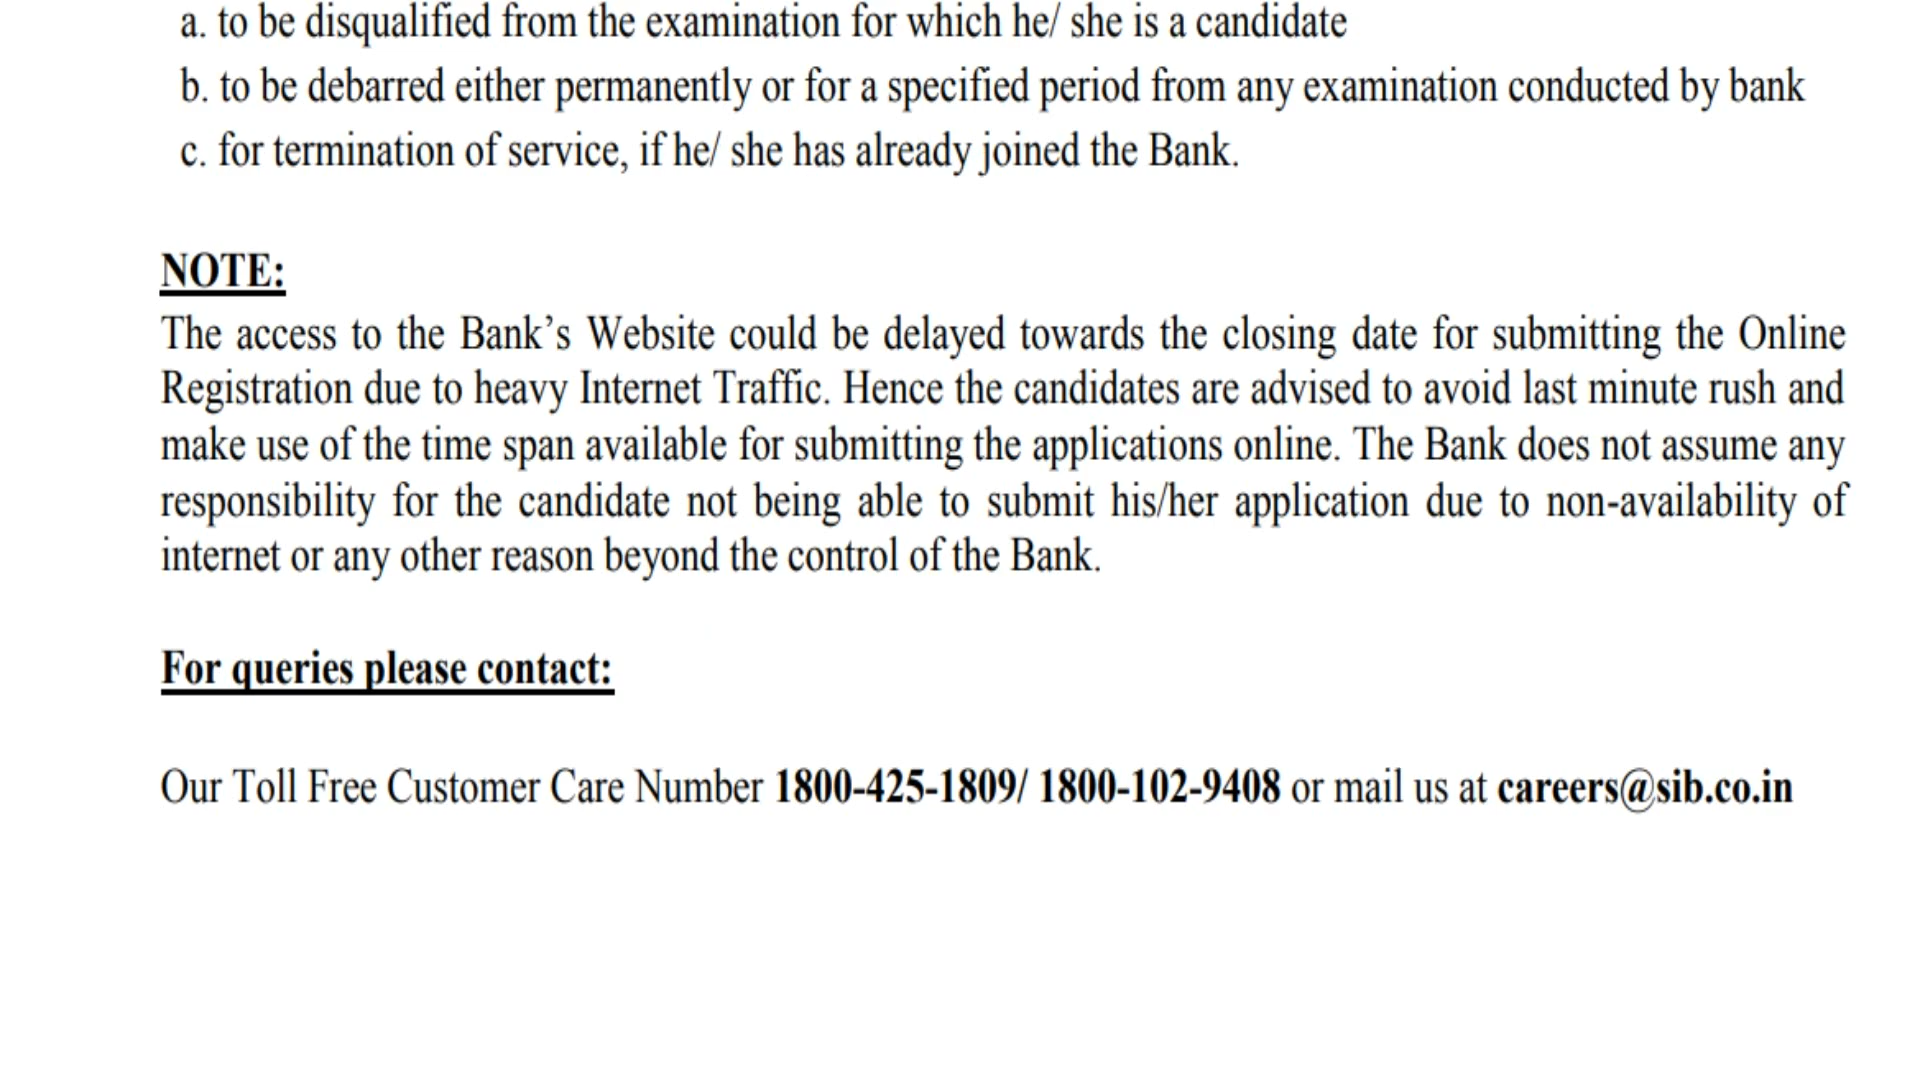 a. to be disqualified from the examination for which he/ she is a candidate
b. to be debarred either permanently or for a specified period from any examination conducted by bank
c. for termination of service, if he/ she has already joined the Bank.
NOTE:
The access to the Bank’s Website could be delayed towards the closing date for submitting the Online
Registration due to heavy Internet Traffic. Hence the candidates are advised to avoid last minute rush and
make use of the time span available for submitting the applications online. The Bank does not assume any
responsibility for the candidate not being able to submit his/her application due to non-availability of
internet or any other reason beyond the control of the Bank.
For queries please contact:
Our Toll Free Customer Care Number 1800-425-1809/ 1800-102-9408 or mail us at careers@sib.co.in